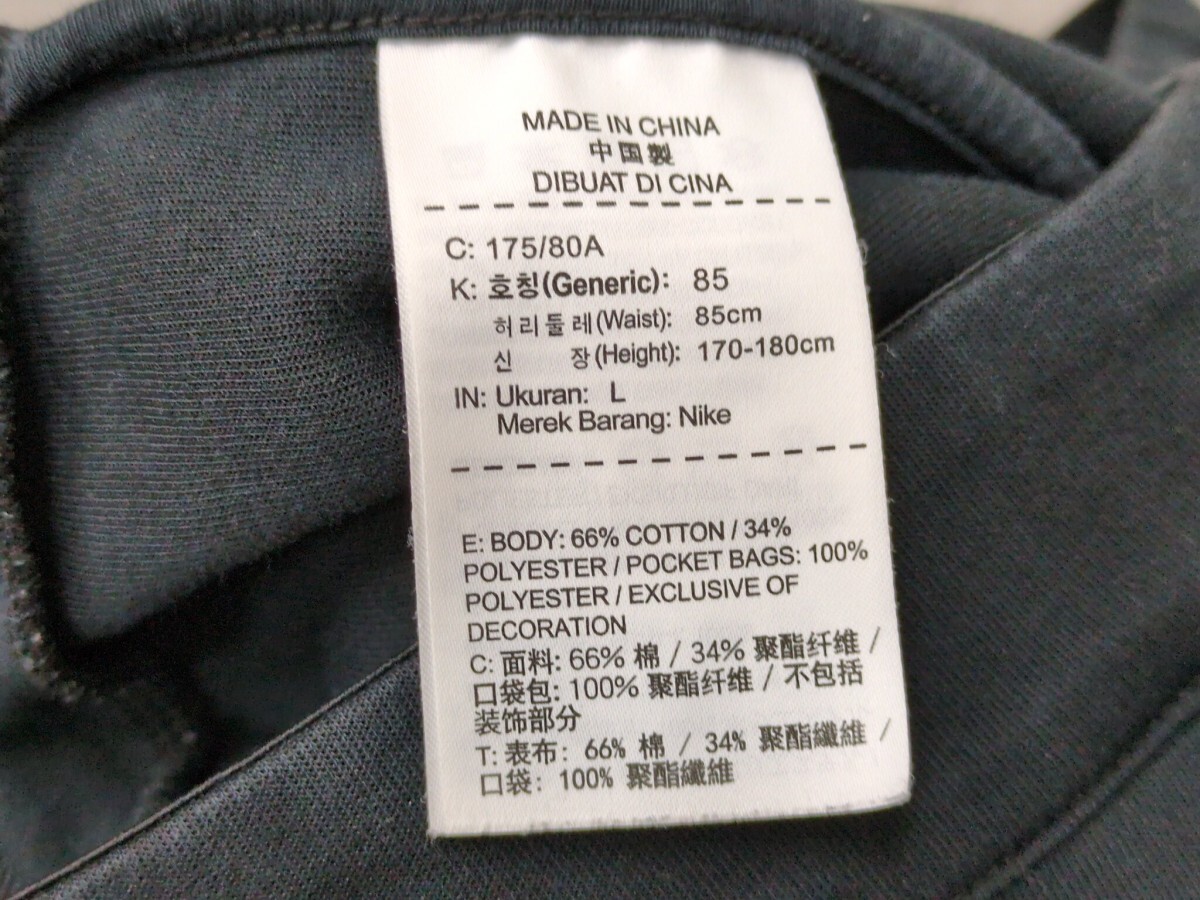 MADE IN CHINA
中国製
DIBUAT DI CINA
C: 175/80A
K: 호칭(Generic): 85
허리둘레(Waist): 85cm
신 장(Height): 170-180cm
IN: Ukuran: L
Merek Barang: Nike
E: BODY: 66% COTTON / 34%
POLYESTER / POCKET BAGS: 100%
POLYESTER / EXCLUSIVE OF
DECORATION
C: 面料: 66% 棉 / 34% 聚酯纤维 /
口袋包: 100% 聚酯纤维 / 不包括
装饰部分
T: 表布: 66% 棉 / 34% 聚酯纖維 /
口袋: 100% 聚酯纖維